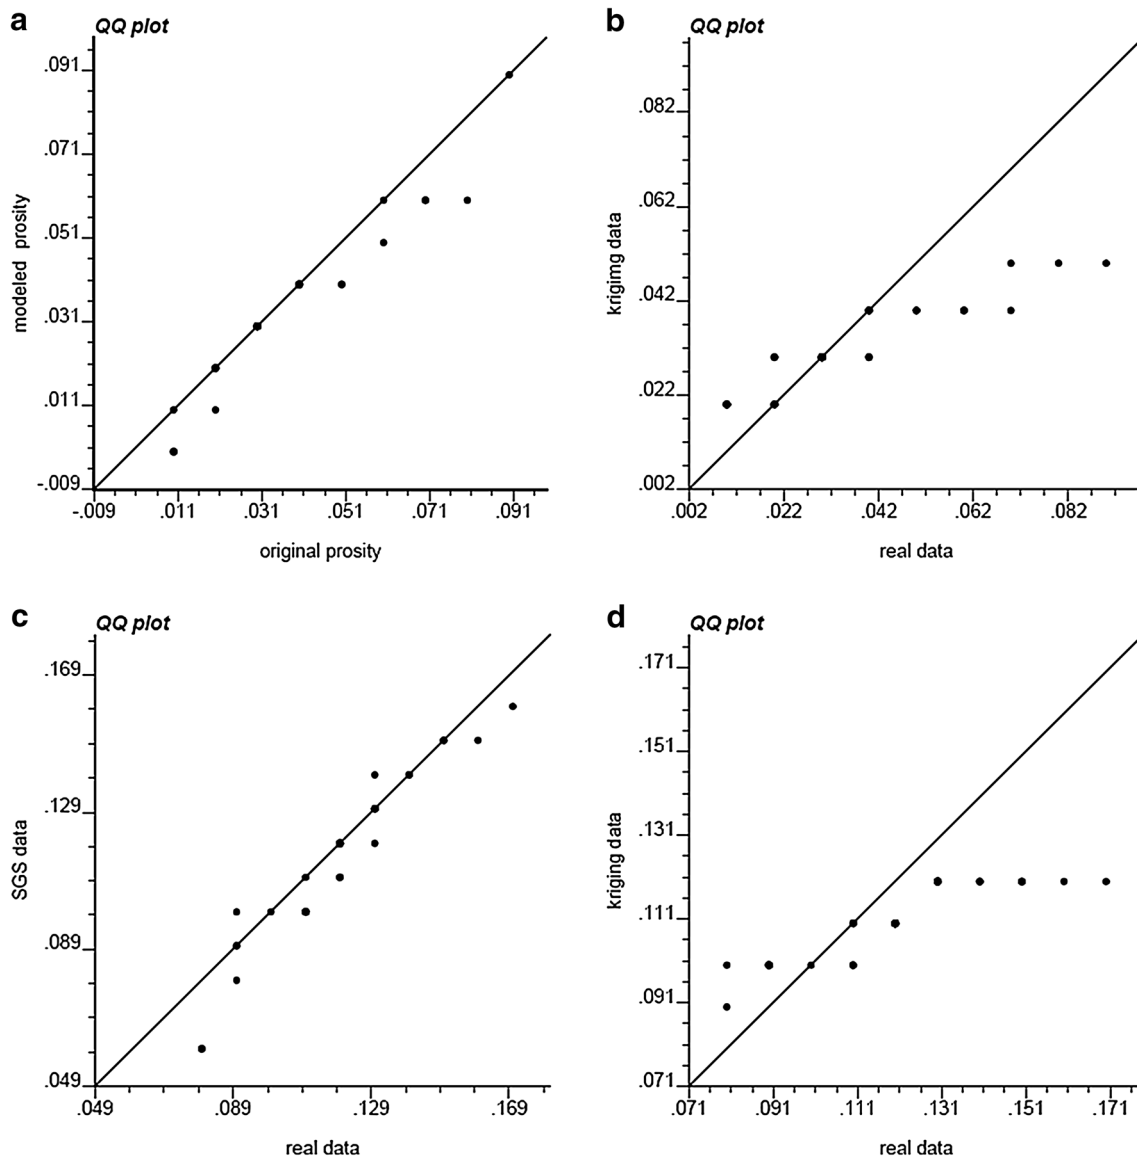 a
QQ plot
.091
.071
.051
.031
.011
-.009
modeled prosity
-.009 .011 .031 .051 .071 .091
original prosity
b
QQ plot
.082
.062
.042
.022
.002
krigimg data
.002 .022 .042 .062 .082
real data
c
QQ plot
.169
.129
.089
.049
SGS data
.049 .089 .129 .169
real data
d
QQ plot
.171
.151
.131
.111
.091
.071
kriging data
.071 .091 .111 .131 .151 .171
real data